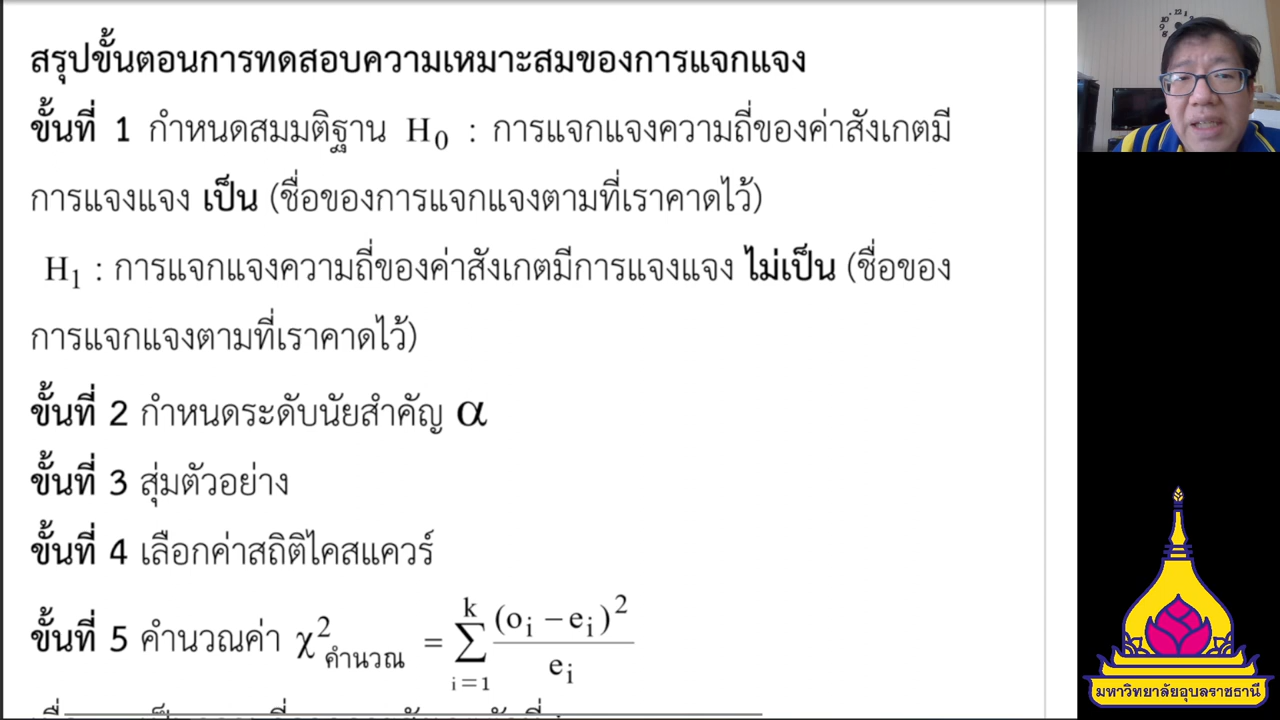 สรุปขั้นตอนการทดสอบความเหมาะสมของการแจกแจง
ขั้นที่ 1 กำหนดสมมติฐาน H₀ : การแจกแจงความถี่ของค่าสังเกตมี
การแจงแจง เป็น (ชื่อของการแจกแจงตามที่เราคาดไว้)
H₁ : การแจกแจงความถี่ของค่าสังเกตมีการแจงแจง ไม่เป็น (ชื่อของ
การแจกแจงตามที่เราคาดไว้)
ขั้นที่ 2 กำหนดระดับนัยสำคัญ α
ขั้นที่ 3 สุ่มตัวอย่าง
ขั้นที่ 4 เลือกค่าสถิติไคสแควร์
ขั้นที่ 5 คำนวณค่า χ²คำนวณ = ∑ᵢ₌₁ᵏ (oᵢ − eᵢ)² / eᵢ
มหาวิทยาลัยอุบลราชธานี